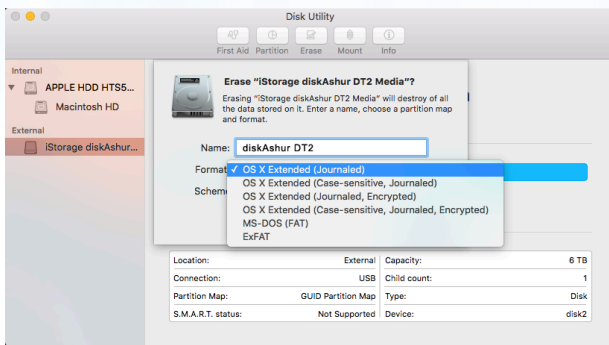 Disk Utility
First Aid Partition Erase Mount Info
Internal
APPLE HDD HTS5...
Macintosh HD
External
iStorage diskAshur...
Erase “iStorage diskAshur DT2 Media”?
Erasing “iStorage diskAshur DT2 Media” will destroy of all
the data stored on it. Enter a name, choose a partition map
and format.
Name: diskAshur DT2
Format ✓ OS X Extended (Journaled)
OS X Extended (Case-sensitive, Journaled)
Schem
OS X Extended (Journaled, Encrypted)
OS X Extended (Case-sensitive, Journaled, Encrypted)
MS-DOS (FAT)
ExFAT
Location: External Capacity: 6 TB
Connection: USB Child count: 1
Partition Map: GUID Partition Map Type: Disk
S.M.A.R.T. status: Not Supported Device: disk2